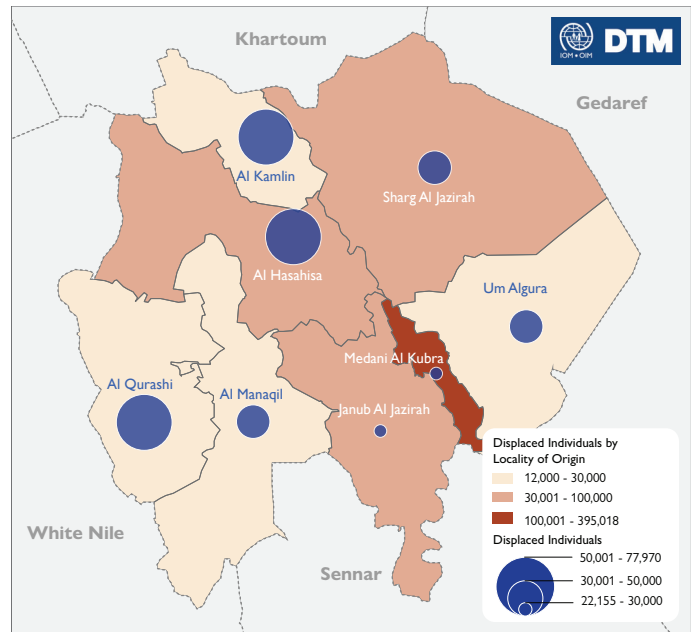 Khartoum
IOM • OIM
DTM
Gedaref
Al Kamlin
Sharg Al Jazirah
Al Hasahisa
Um Algura
Medani Al Kubra
Al Qurashi
Al Manaqil
Janub Al Jazirah
White Nile
Sennar
Displaced Individuals by
Locality of Origin
12,000 - 30,000
30,001 - 100,000
100,001 - 395,018
Displaced Individuals
50,001 - 77,970
30,001 - 50,000
22,155 - 30,000